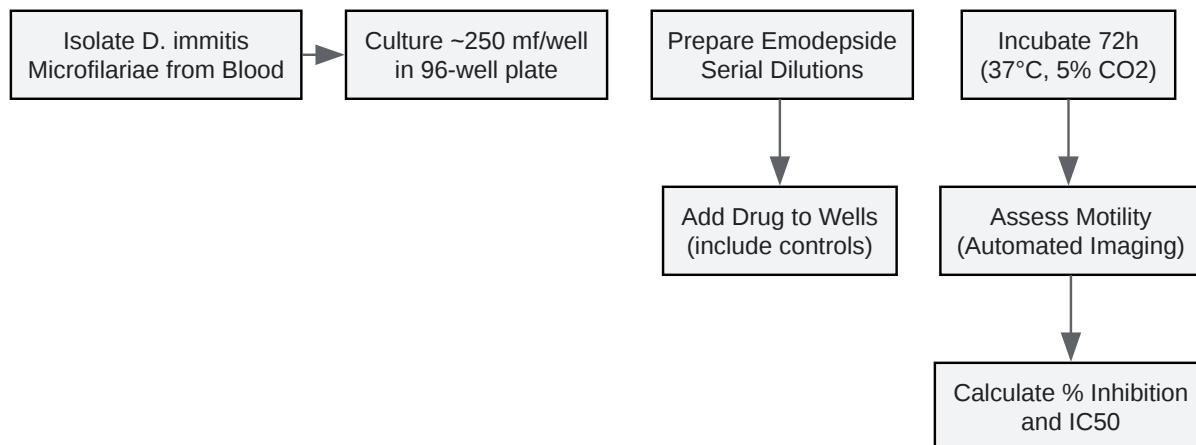 Isolate D. immitis
Microfilariae from Blood
Culture ~250 mf/well
in 96-well plate
Prepare Emodepside
Serial Dilutions
Add Drug to Wells
(include controls)
Incubate 72h
(37°C, 5% CO2)
Assess Motility
(Automated Imaging)
Calculate % Inhibition
and IC50